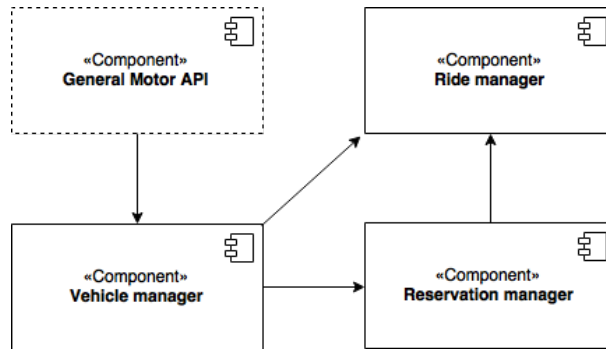 «Component»
General Motor API
«Component»
Ride manager
«Component»
Vehicle manager
«Component»
Reservation manager